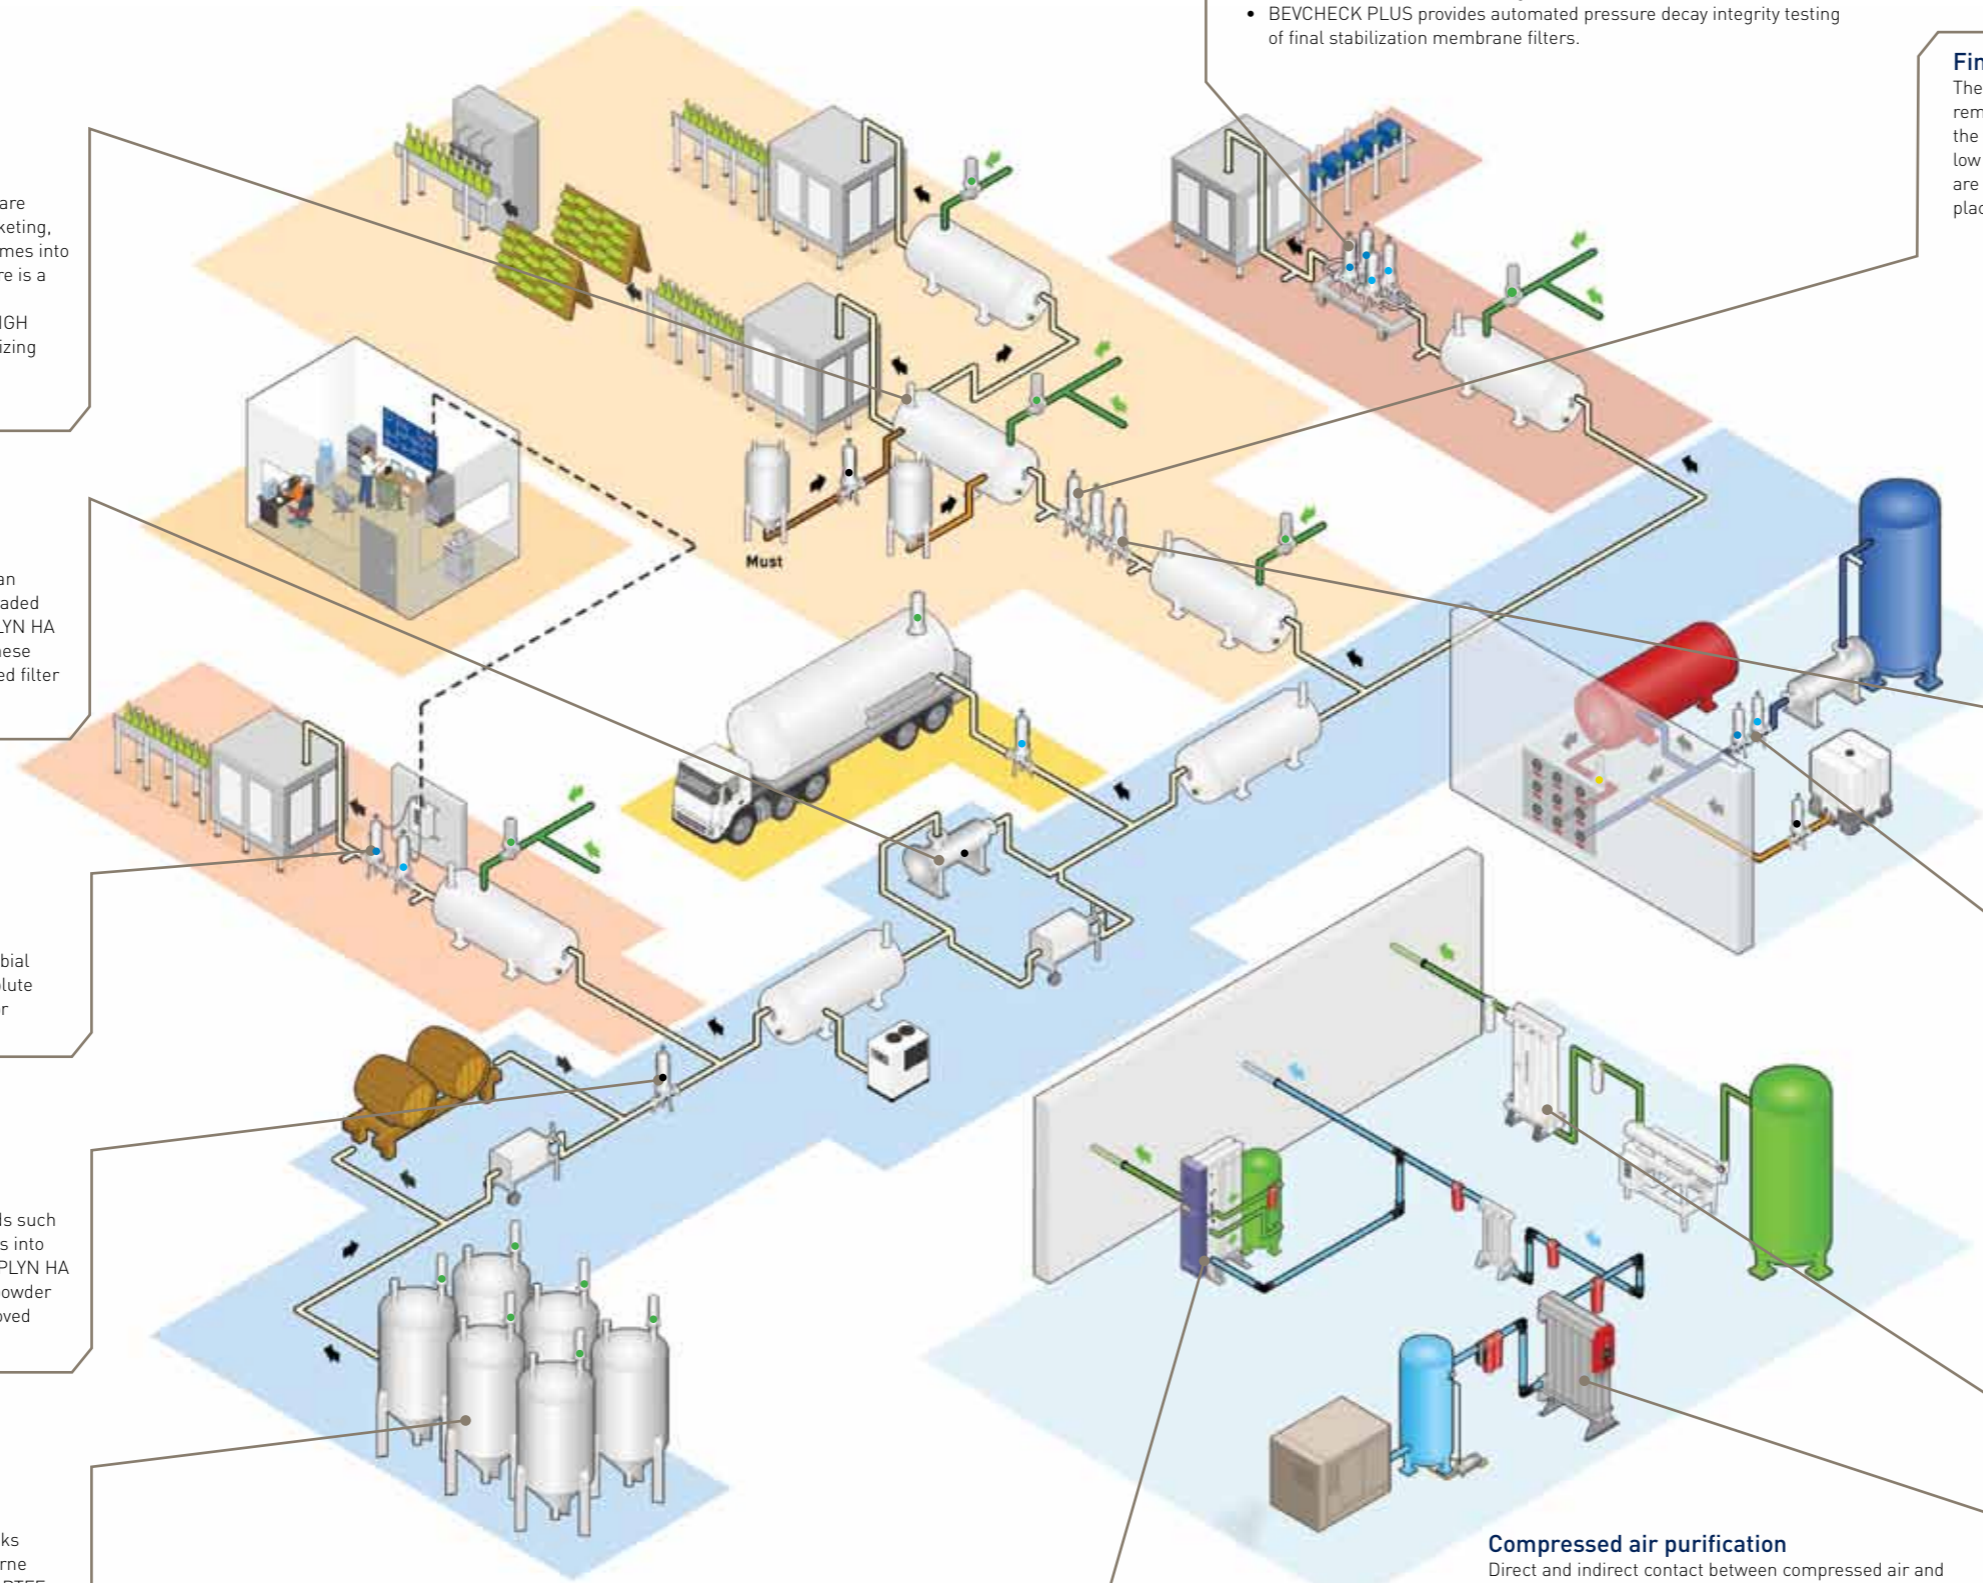 • BEVCHECK PLUS provides automated pressure decay integrity testing
of final stabilization membrane filters.
Fin
The
rem
the
low
are
plac
are
keting,
mes into
re is a
IGH
izing
an
aded
LYN HA
hese
ed filter
bial
olute
r
ds such
s into
PLYN HA
owder
oved
ks
rne
Must
Compressed air purification
Direct and indirect contact between compressed air and